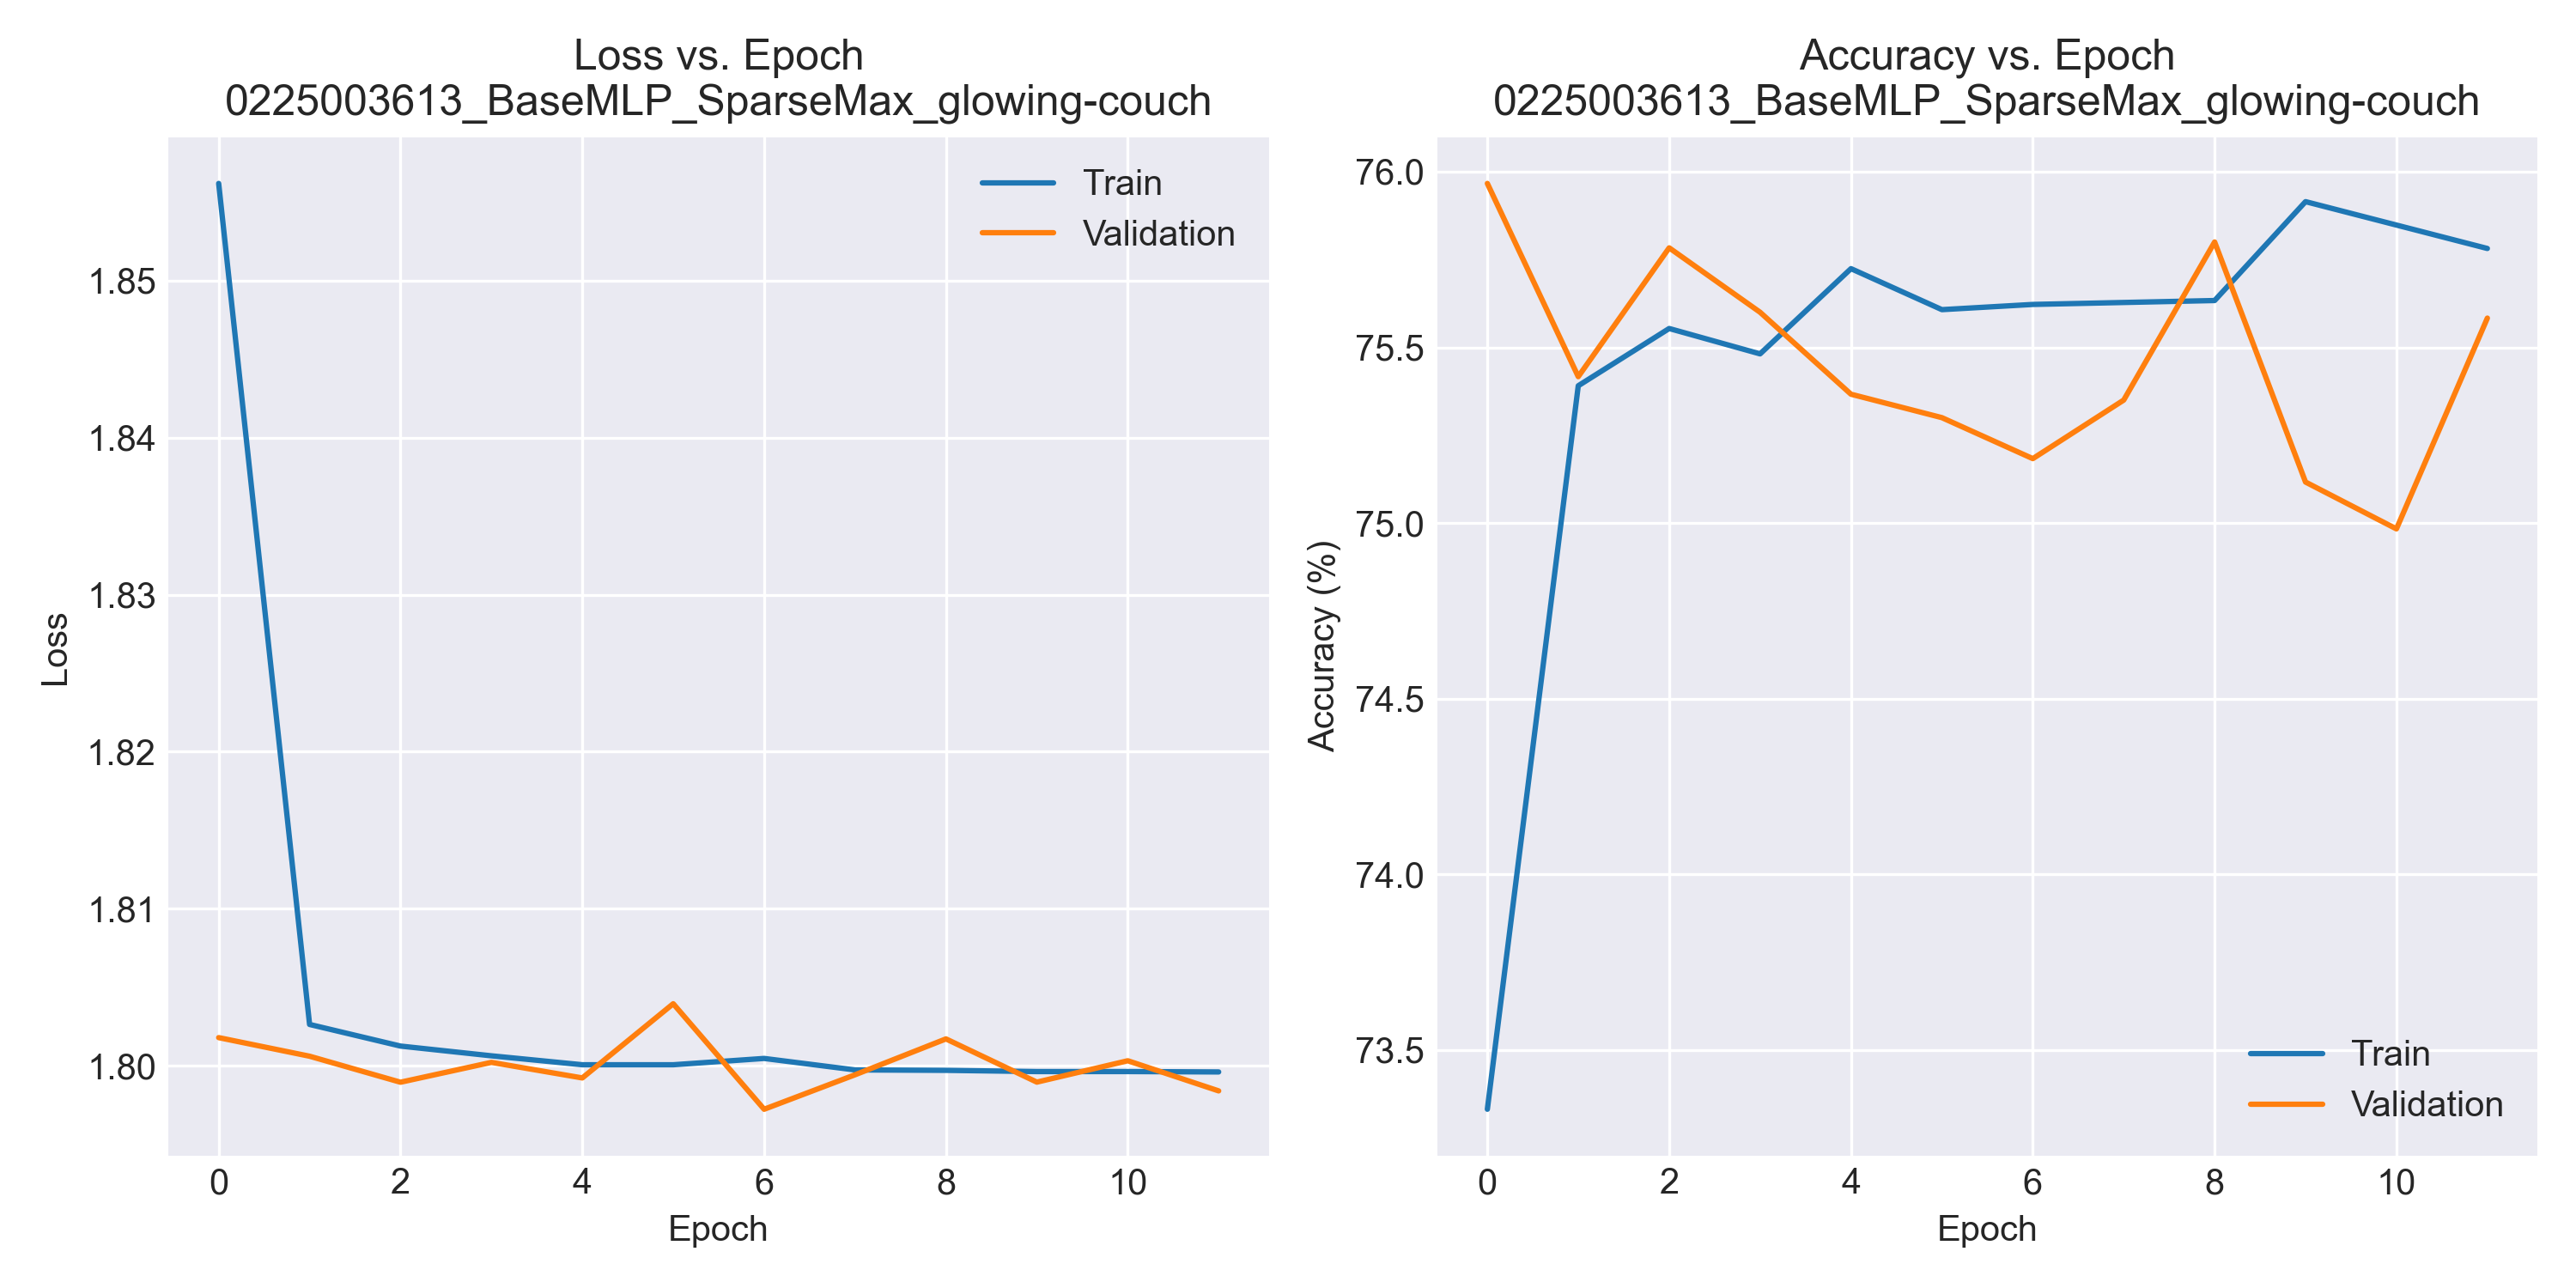 Loss vs. Epoch
0225003613_BaseMLP_SparseMax_glowing-couch
Train
Validation
1.85
1.84
1.83
1.82
1.81
1.80
Loss
0 2 4 6 8 10
Epoch
Accuracy vs. Epoch
0225003613_BaseMLP_SparseMax_glowing-couch
76.0
75.5
75.0
74.5
74.0
73.5
Accuracy (%)
Train
Validation
0 2 4 6 8 10
Epoch